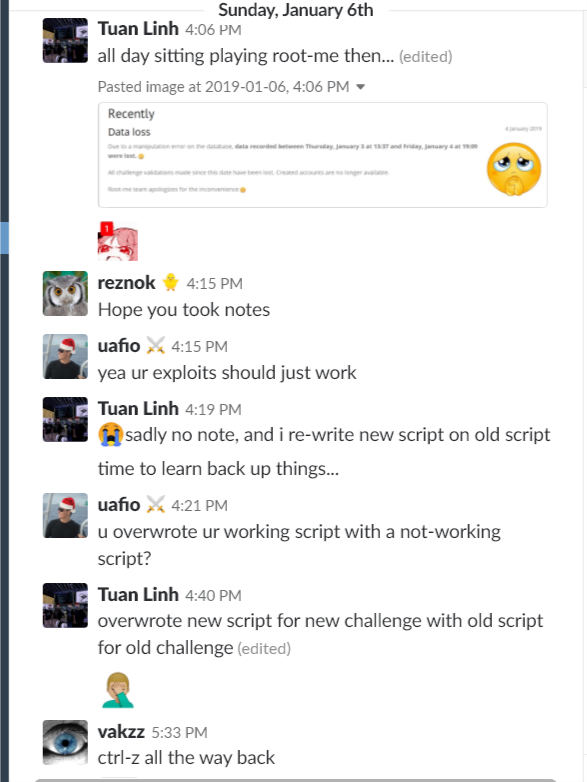 Sunday, January 6th
Tuan Linh 4:06 PM
all day sitting playing root-me then... (edited)
Pasted image at 2019-01-06, 4:06 PM
Recently
Data loss
4 January 2019
Due to a manipulation error on the database, data recorded between Thursday, January 3 at 13:37 and Friday, January 4 at 19:09
were lost.
All challenge validations made since this date have been lost. Created accounts are no longer available.
Root-me team apologizes for the inconvenience
1
reznok 4:15 PM
Hope you took notes
uafio 4:15 PM
yea ur exploits should just work
Tuan Linh 4:19 PM
sadly no note, and i re-write new script on old script
time to learn back up things...
uafio 4:21 PM
u overwrote ur working script with a not-working
script?
Tuan Linh 4:40 PM
overwrote new script for new challenge with old script
for old challenge (edited)
vakzz 5:33 PM
ctrl-z all the way back